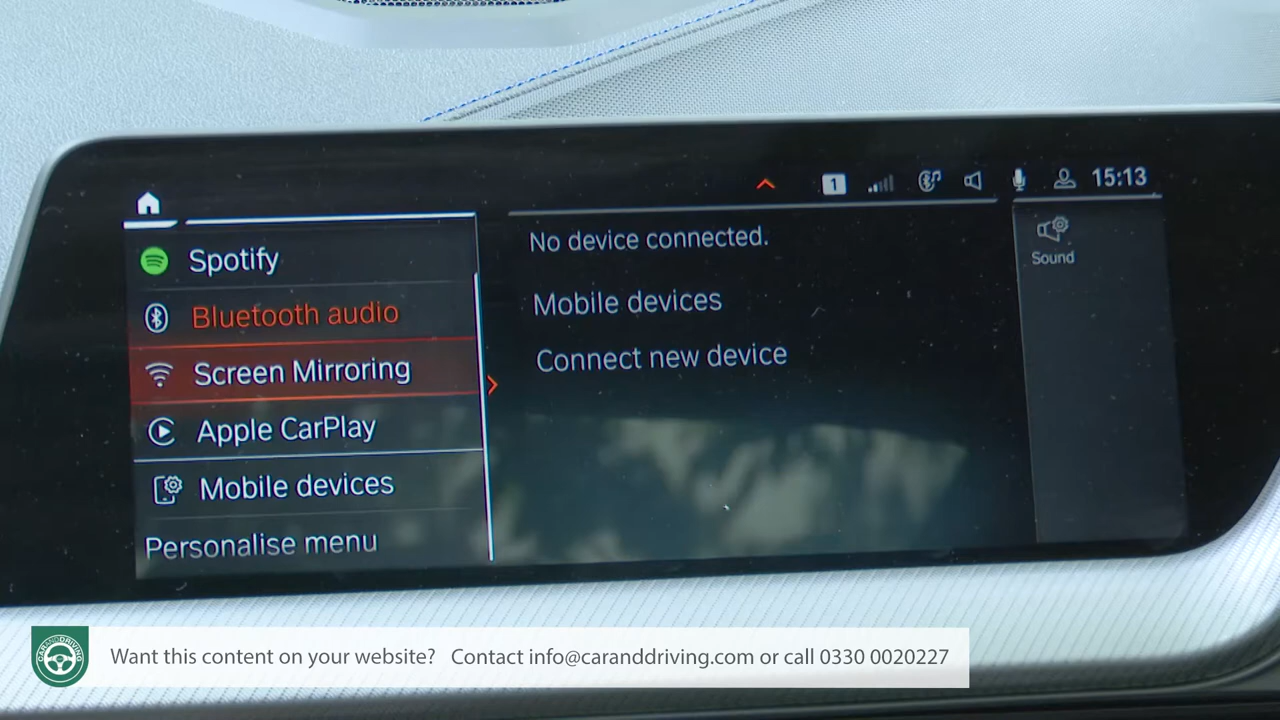 1
15:13
Spotify
Bluetooth audio
Screen Mirroring
Apple CarPlay
Mobile devices
Personalise menu
No device connected.
Mobile devices
Connect new device
Sound
CARANDDRIVING
Want this content on your website? Contact info@caranddriving.com or call 0330 0020227